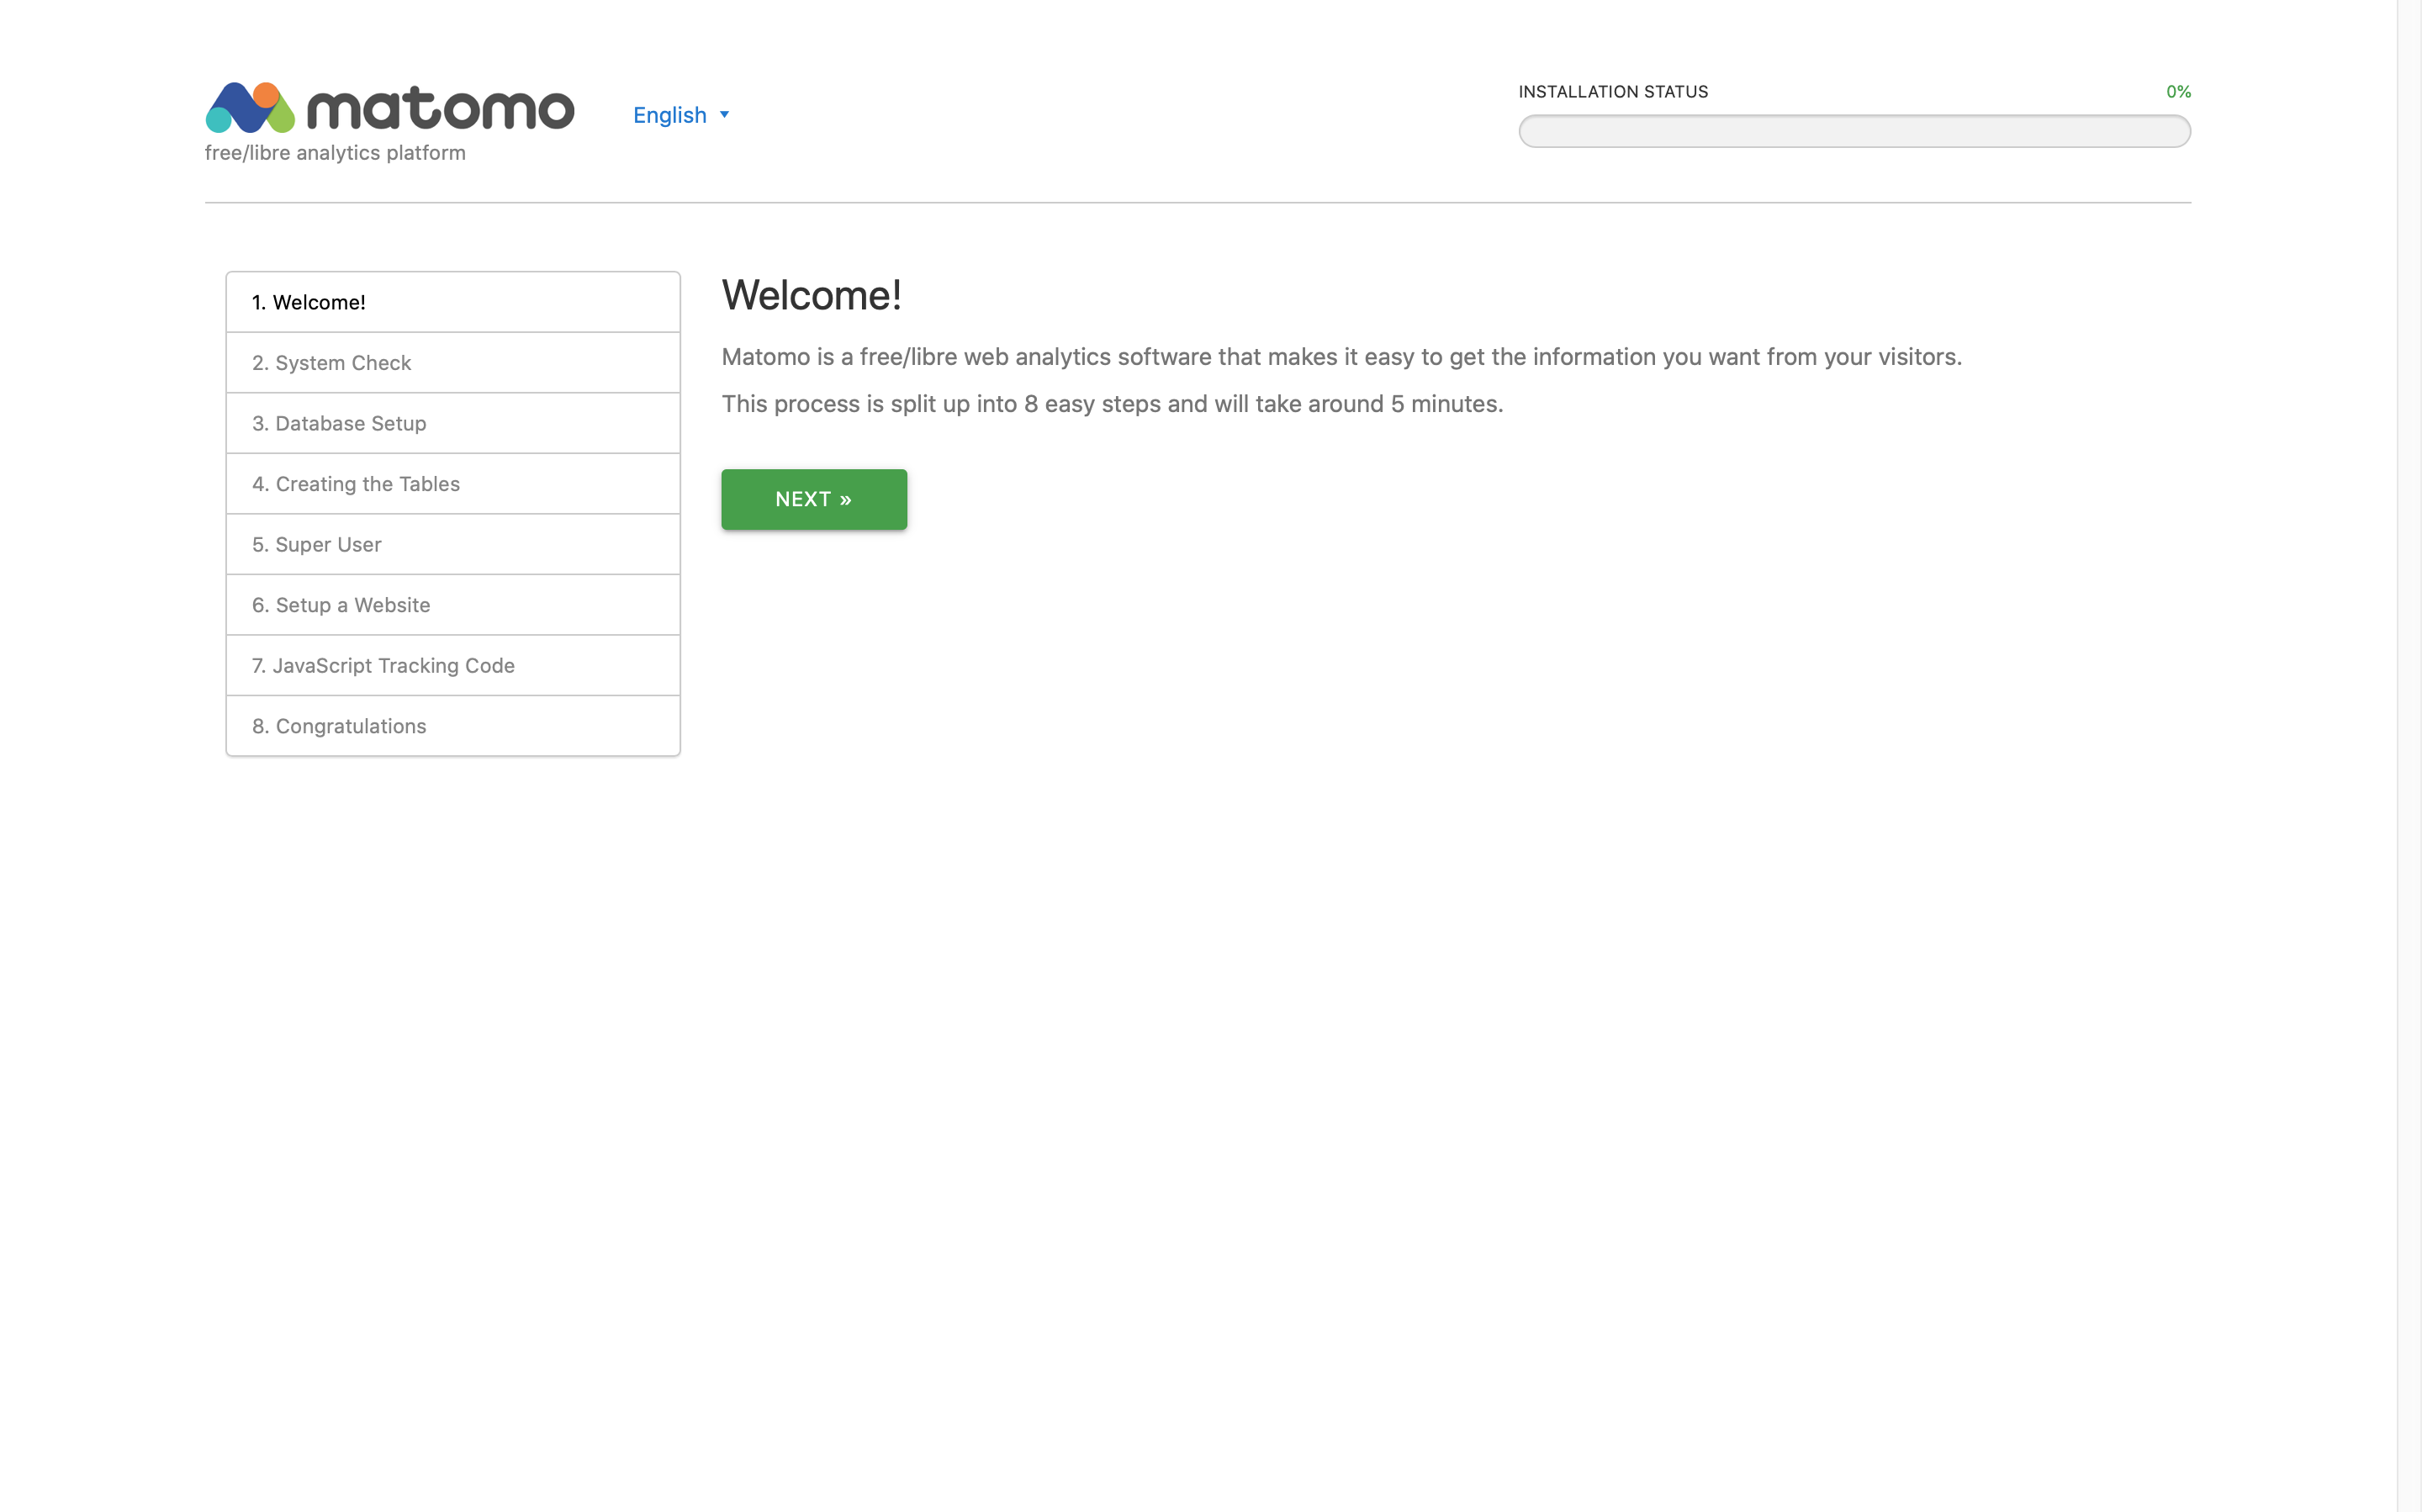 matomo
free/libre analytics platform
English
INSTALLATION STATUS
0%
1. Welcome!
2. System Check
3. Database Setup
4. Creating the Tables
5. Super User
6. Setup a Website
7. JavaScript Tracking Code
8. Congratulations
Welcome!
Matomo is a free/libre web analytics software that makes it easy to get the information you want from your visitors.
This process is split up into 8 easy steps and will take around 5 minutes.
NEXT »